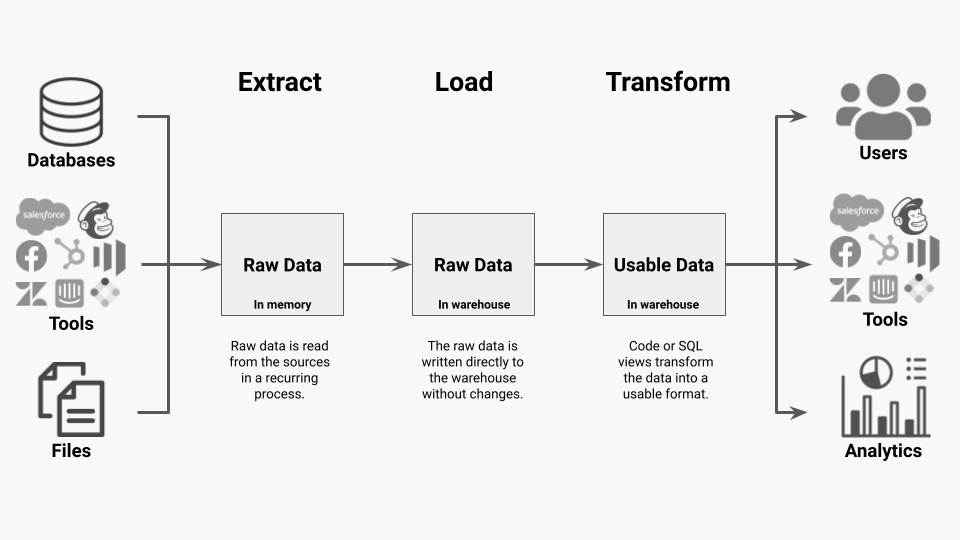 Extract
Load
Transform
Databases
salesforce
Tools
Files
Raw Data
In memory
Raw data is read
from the sources
in a recurring
process.
Raw Data
In warehouse
The raw data is
written directly to
the warehouse
without changes.
Usable Data
In warehouse
Code or SQL
views transform
the data into a
usable format.
Users
salesforce
Tools
Analytics